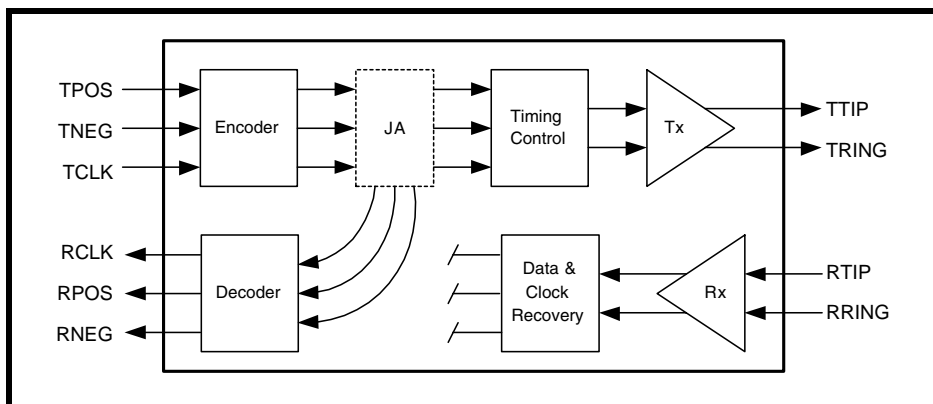 TPOS
TNEG
TCLK
Encoder
JA
Timing
Control
Tx
TTIP
TRING
RCLK
RPOS
RNEG
Decoder
Data &
Clock
Recovery
Rx
RTIP
RRING